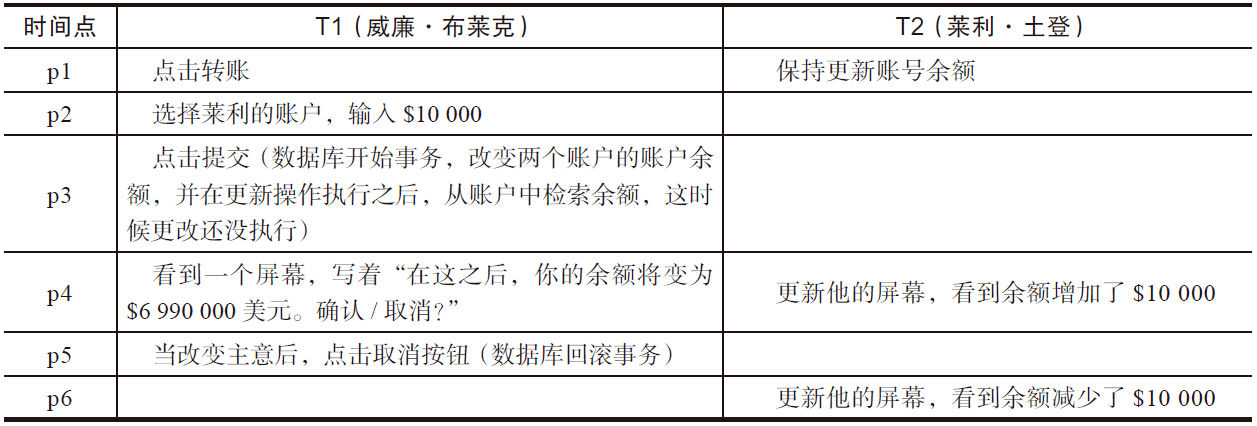 时间点 T1（威廉·布莱克） T2（莱利·土登）
p1 点击转账 保持更新账号余额
p2 选择莱利的账户，输入 $10 000
点击提交（数据库开始事务，改变两个账户的账户余
p3 额，并在更新操作执行之后，从账户中检索余额，这时
候更改还没执行）
看到一个屏幕，写着“在这之后，你的余额将变为
p4 $6 990 000 美元。确认 / 取消？” 更新他的屏幕，看到余额增加了 $10 000
p5 当改变主意后，点击取消按钮（数据库回滚事务）
p6 更新他的屏幕，看到余额减少了 $10 000